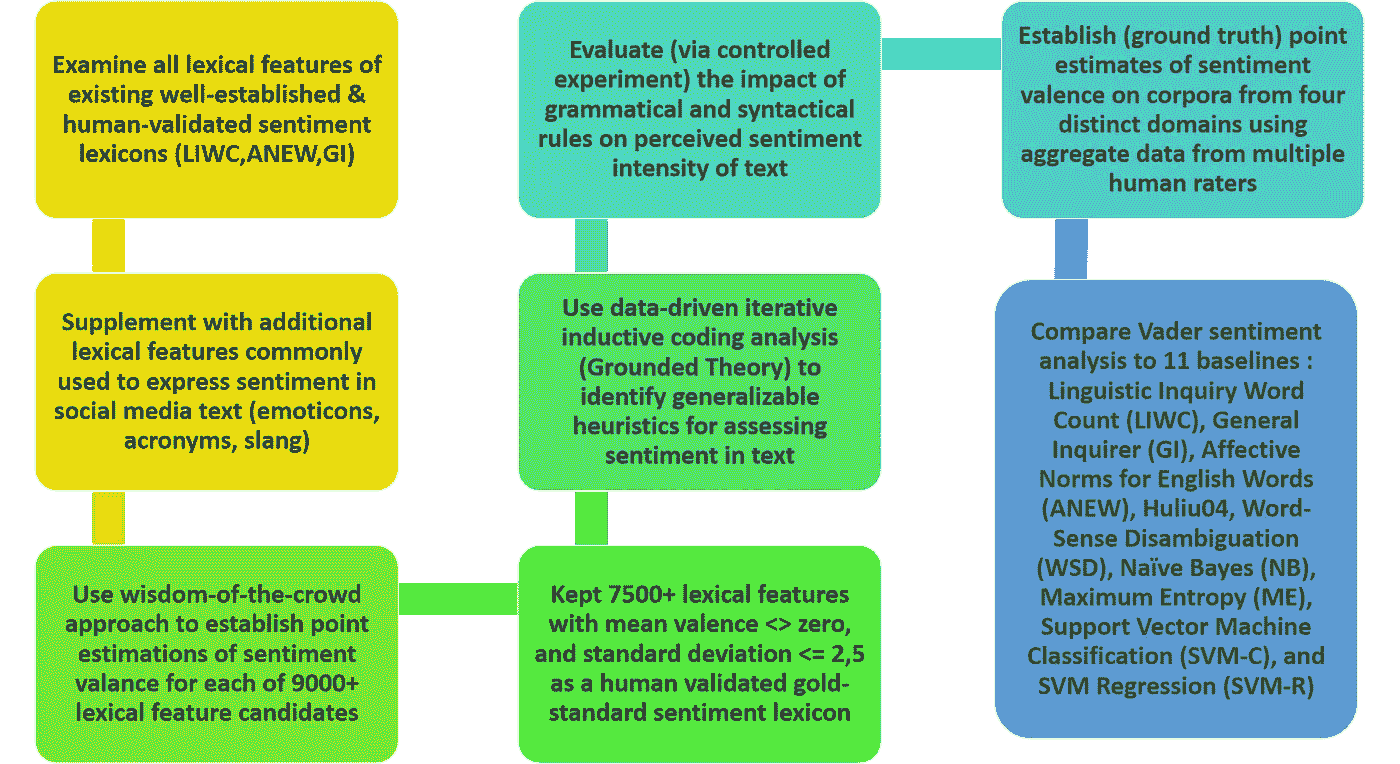 Examine all lexical features of
existing well-established &
human-validated sentiment
lexicons (LIWC,ANEW,GI)
Supplement with additional
lexical features commonly
used to express sentiment in
social media text (emoticons,
acronyms, slang)
Use wisdom-of-the-crowd
approach to establish point
estimations of sentiment
valance for each of 9000+
lexical feature candidates
Kept 7500+ lexical features
with mean valence <> zero,
and standard deviation <= 2,5
as a human validated gold-
standard sentiment lexicon
Use data-driven iterative
inductive coding analysis
(Grounded Theory) to
identify generalizable
heuristics for assessing
sentiment in text
Evaluate (via controlled
experiment) the impact of
grammatical and syntactical
rules on perceived sentiment
intensity of text
Establish (ground truth) point
estimates of sentiment
valence on corpora from four
distinct domains using
aggregate data from multiple
human raters
Compare Vader sentiment
analysis to 11 baselines :
Linguistic Inquiry Word
Count (LIWC), General
Inquirer (GI), Affective
Norms for English Words
(ANEW), Huliu04, Word-
Sense Disambiguation
(WSD), Naïve Bayes (NB),
Maximum Entropy (ME),
Support Vector Machine
Classification (SVM-C), and
SVM Regression (SVM-R)